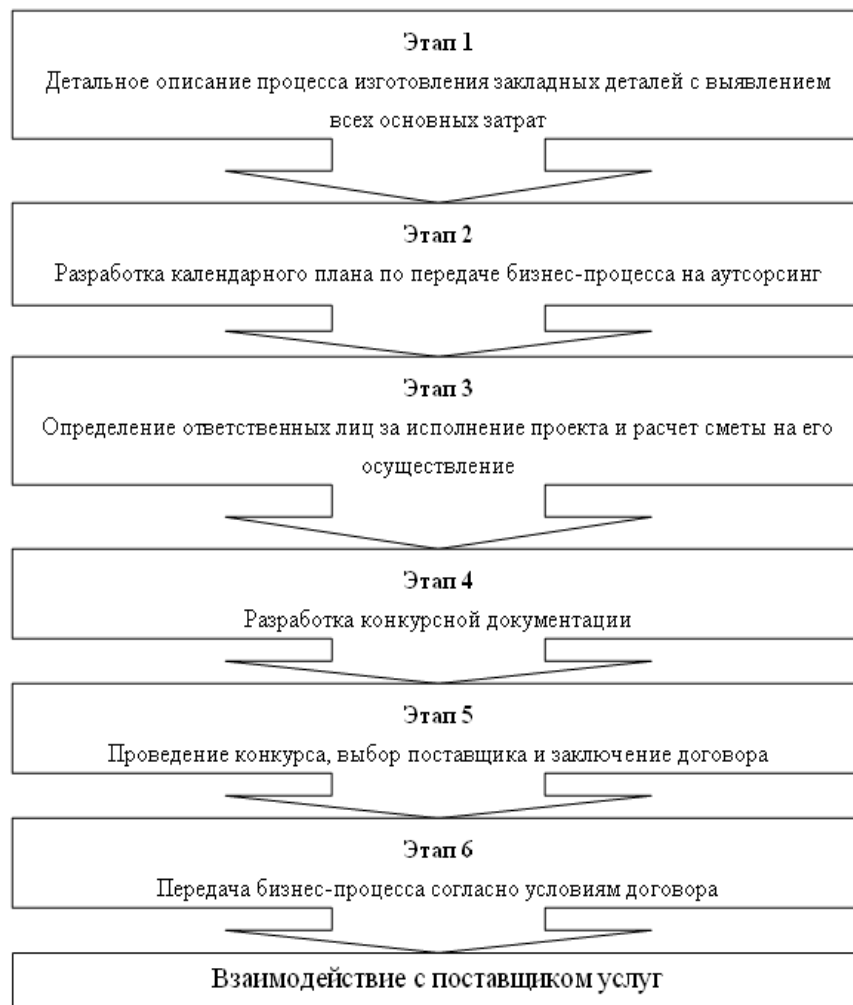 Этап 1
Детальное описание процесса изготовления закладных деталей с выявлением
всех основных затрат
Этап 2
Разработка календарного плана по передаче бизнес-процесса на аутсорсинг
Этап 3
Определение ответственных лиц за исполнение проекта и расчет сметы на его
осуществление
Этап 4
Разработка конкурсной документации
Этап 5
Проведение конкурса, выбор поставщика и заключение договора
Этап 6
Передача бизнес-процесса согласно условиям договора
Взаимодействие с поставщиком услуг